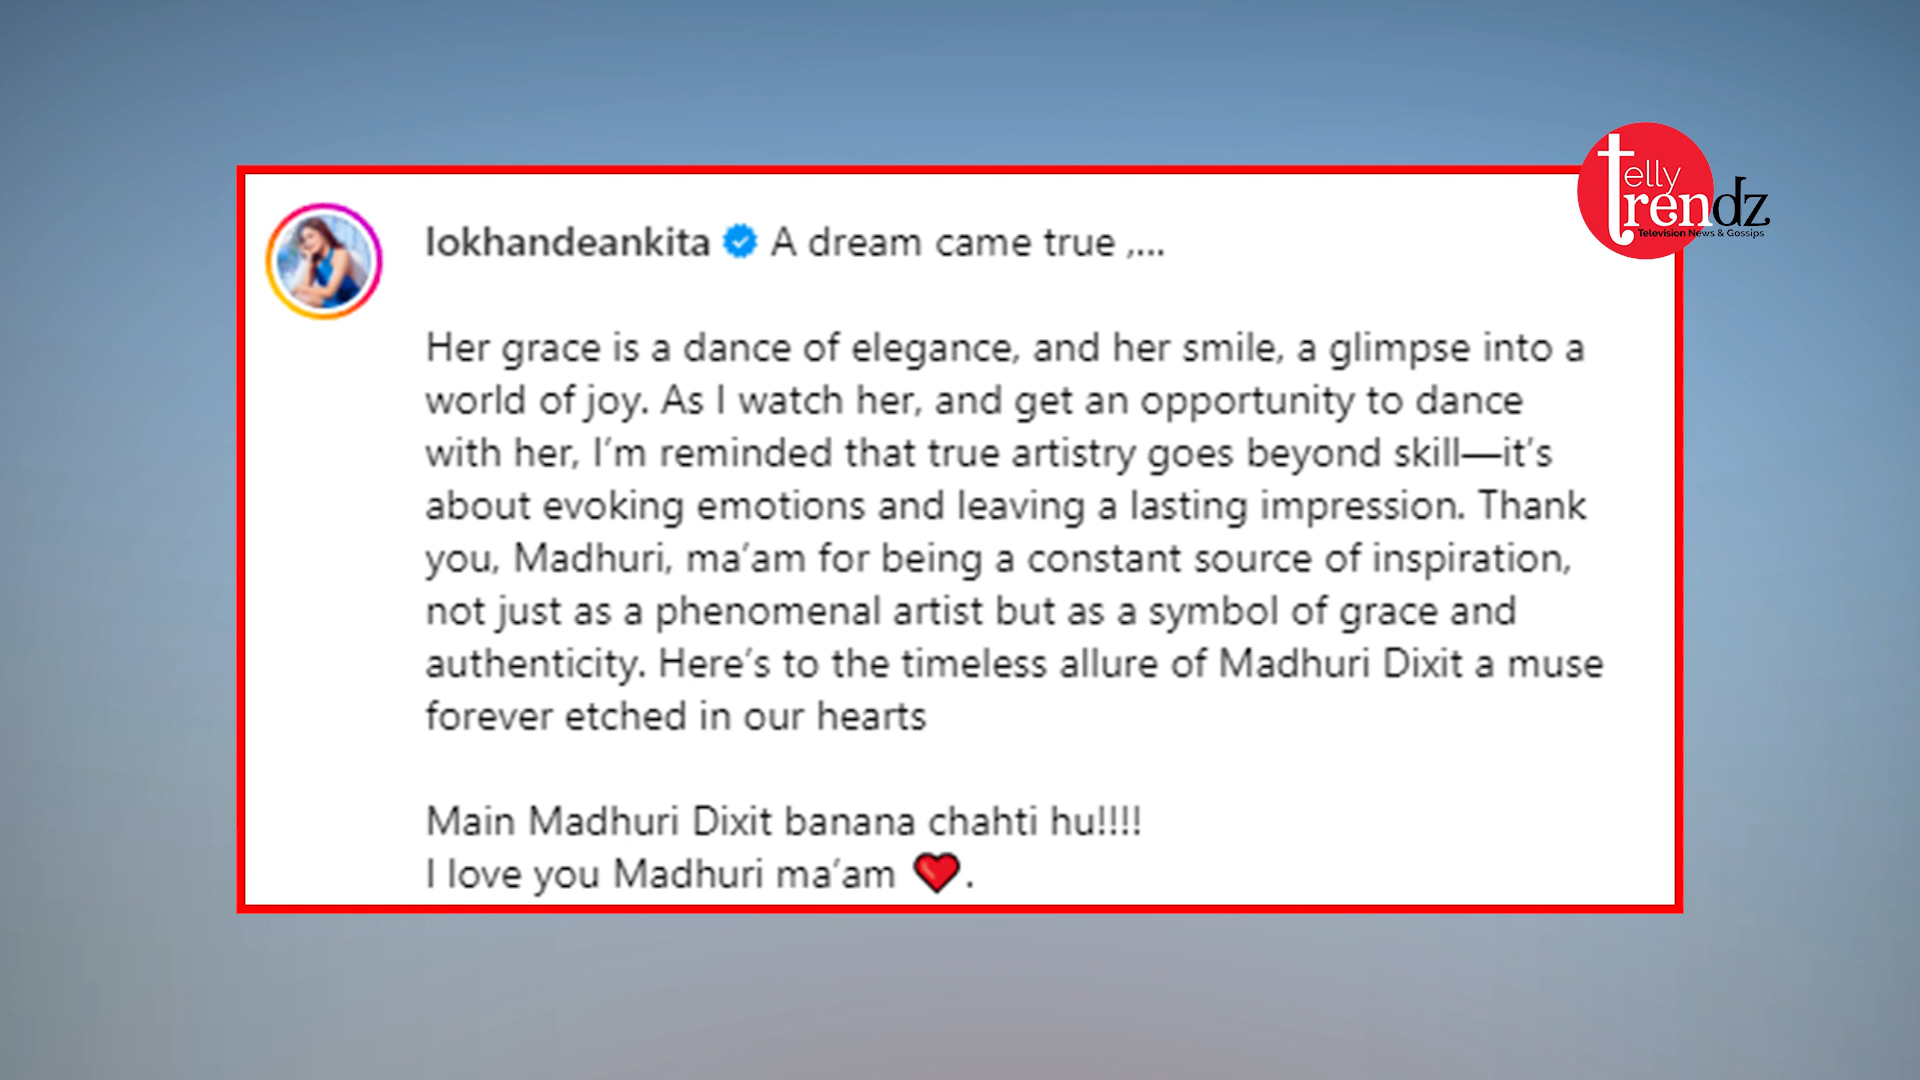 telly
trendz
Television News & Gossips
lokhandeankita A dream came true ,...
Her grace is a dance of elegance, and her smile, a glimpse into a
world of joy. As I watch her, and get an opportunity to dance
with her, I’m reminded that true artistry goes beyond skill—it’s
about evoking emotions and leaving a lasting impression. Thank
you, Madhuri, ma’am for being a constant source of inspiration,
not just as a phenomenal artist but as a symbol of grace and
authenticity. Here’s to the timeless allure of Madhuri Dixit a muse
forever etched in our hearts
Main Madhuri Dixit banana chahti hu!!!!
I love you Madhuri ma’am ❤️.